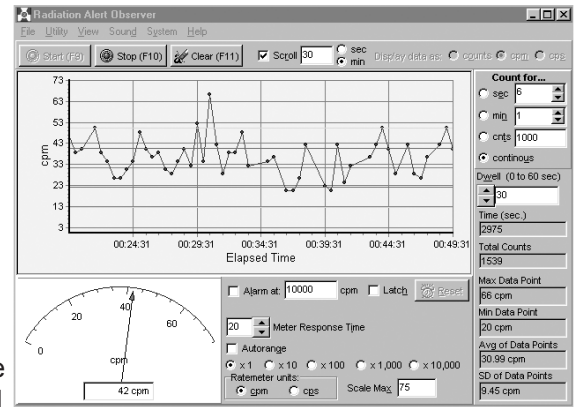 Radiation Alert Observer
File Utility View Sound System Help
Start (F9) Stop (F10) Clear (F11) Scroll 30 sec min Display data as: counts cpm cps
73
63
53
43
33
23
13
3
cpm
00:24:31 00:29:31 00:34:31 00:39:31 00:44:31 00:49:31
Elapsed Time
Count for...
sec 6
min 1
cnts 1000
continous
Dwell (0 to 60 sec)
30
Time (sec.)
2975
Total Counts
1539
Max Data Point
66 cpm
Min Data Point
20 cpm
Avg of Data Points
30.99 cpm
SD of Data Points
9.45 cpm
0 20 40 60
cpm
42 cpm
Alarm at: 10000 cpm Latch Reset
20 Meter Response Time
Autorange
x 1 x 10 x 100 x 1,000 x 10,000
Ratemeter units:
cpm cps
Scale Max 75